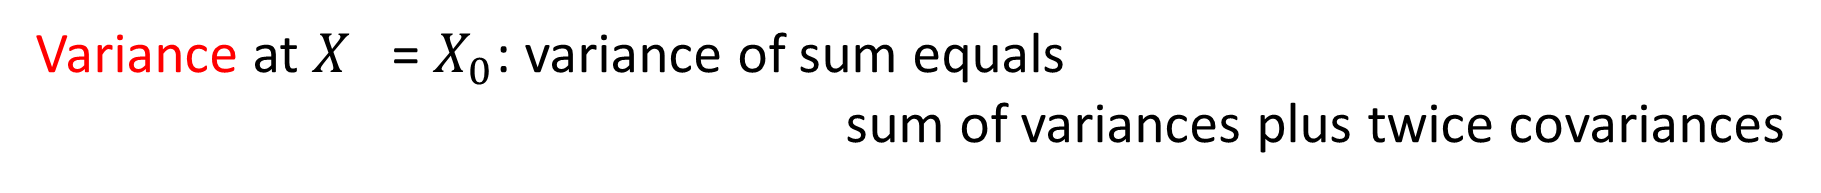 Variance at X = X₀: variance of sum equals
sum of variances plus twice covariances